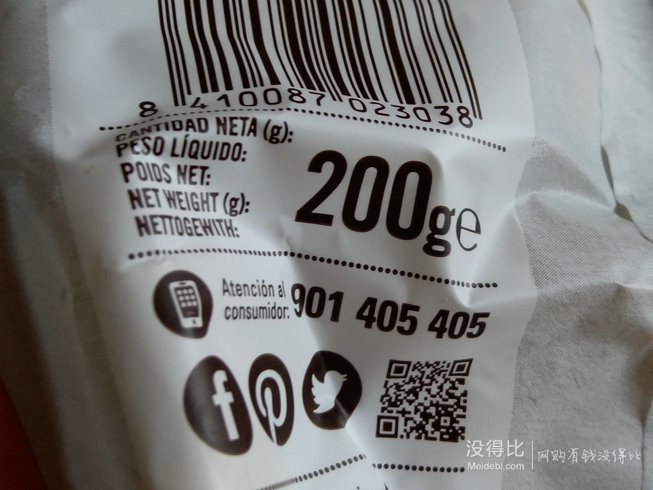 8 410087 023038
CANTIDAD NETA (g):
PESO LÍQUIDO:
POIDS NET:
NET WEIGHT (g):
NETTOGEWITH:
200g e
Atención al
consumidor:
901 405 405
没得比
Meidebi.com
网购有钱没得比